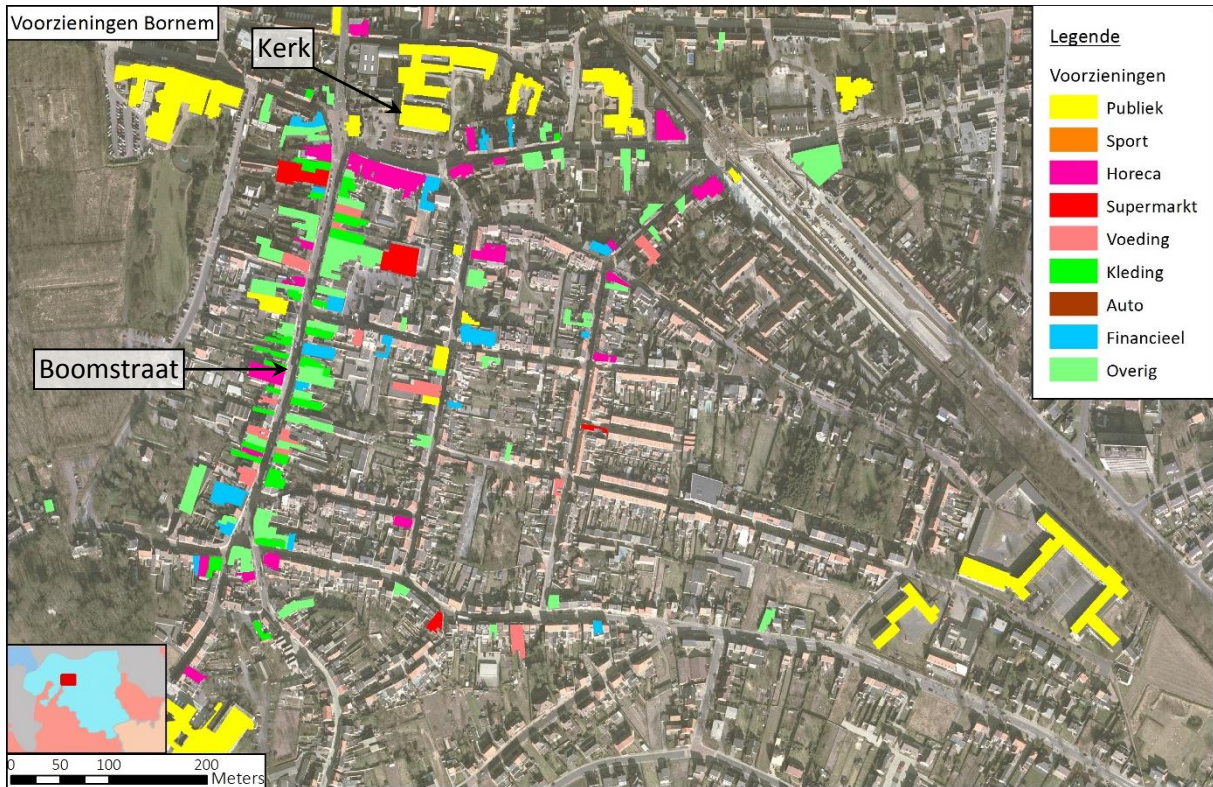 Voorzieningen Bornem
Kerk
Boomstraat
Legende
Voorzieningen
Publiek
Sport
Horeca
Supermarkt
Voeding
Kleding
Auto
Financieel
Overig
0 50 100 200
Meters